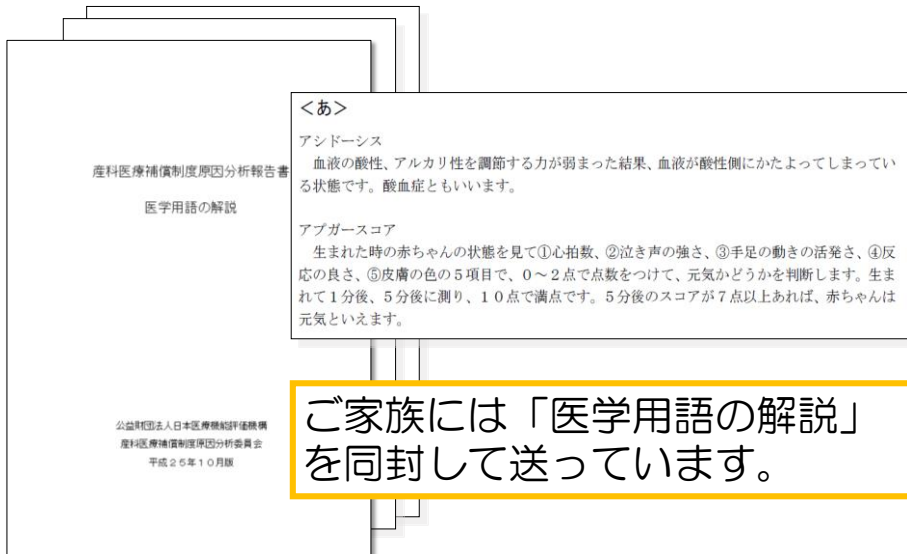 産科医療補償制度原因分析報告書
医学用語の解説
公益財団法人日本医療機能評価機構
産科医療補償制度原因分析委員会
平成25年10月版
＜あ＞
アシドーシス
血液の酸性、アルカリ性を調節する力が弱まった結果、血液が酸性側にかたよってしまってい
る状態です。酸血症ともいいます。
アプガースコア
生まれた時の赤ちゃんの状態を見て①心拍数、②泣き声の強さ、③手足の動きの活発さ、④反
応の良さ、⑤皮膚の色の５項目で、０～２点で点数をつけて、元気かどうかを判断します。生ま
れて１分後、５分後に測り、１０点で満点です。５分後のスコアが７点以上あれば、赤ちゃんは
元気といえます。
ご家族には「医学用語の解説」
を同封して送っています。